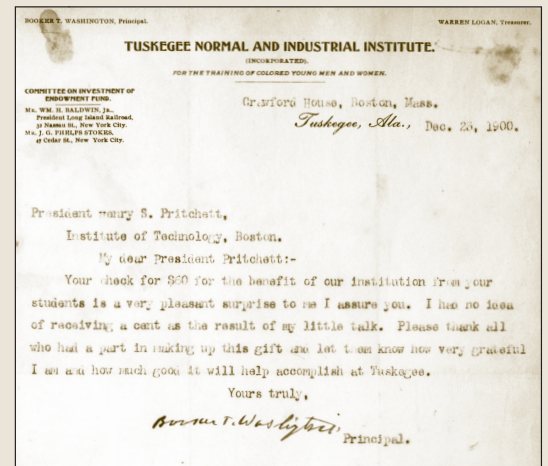 BOOKER T. WASHINGTON, Principal.
WARREN LOGAN, Treasurer.
TUSKEGEE NORMAL AND INDUSTRIAL INSTITUTE.
(INCORPORATED).
FOR THE TRAINING OF COLORED YOUNG MEN AND WOMEN.
COMMITTEE ON INVESTMENT OF
ENDOWMENT FUND.
MR. WM. H. BALDWIN, JR.,
President Long Island Railroad,
32 Nassau St., New York City.
MR. J. G. PHELPS STOKES,
47 Cedar St., New York City.
Crawford House, Boston, Mass.
Tuskegee, Ala., Dec. 23, 1900.
President Henry S. Pritchett,
Institute of Technology, Boston.
My dear President Pritchett:-
Your check for $60 for the benefit of our institution from your
students is a very pleasant surprise to me I assure you. I had no idea
of receiving a cent as the result of my little talk. Please thank all
who had a part in making up this gift and let them know how very grateful
I am and how much good it will help accomplish at Tuskegee.
Yours truly,
Booker T. Washington
Principal.